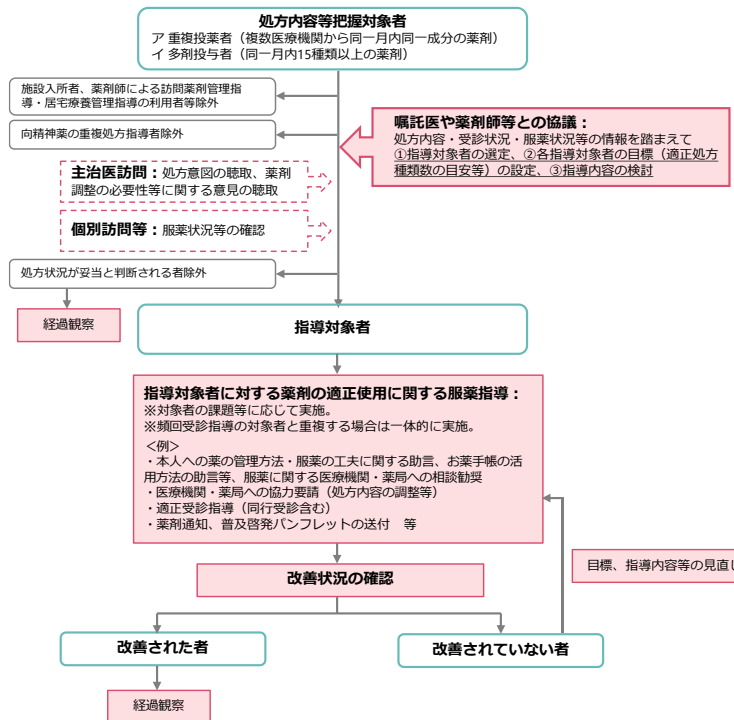 処方内容等把握対象者
ア 重複投薬者（複数医療機関から同一月内同一成分の薬剤）
イ 多剤投与者（同一月内15種類以上の薬剤）
施設入所者、薬剤師による訪問薬剤管理指
導・居宅療養管理指導の利用者等除外
向精神薬の重複処方指導者除外
嘱託医や薬剤師等との協議：
処方内容・受診状況・服薬状況等の情報を踏まえて
①指導対象者の選定、②各指導対象者の目標（適正処方
種類数の目安等）の設定、③指導内容の検討
主治医訪問：処方意図の聴取、薬剤
調整の必要性等に関する意見の聴取
個別訪問等：服薬状況等の確認
処方状況が妥当と判断される者除外
経過観察
指導対象者
指導対象者に対する薬剤の適正使用に関する服薬指導：
※対象者の課題等に応じて実施。
※頻回受診指導の対象者と重複する場合は一体的に実施。
＜例＞
・本人への薬の管理方法・服薬の工夫に関する助言、お薬手帳の活
用方法の助言等、服薬に関する医療機関・薬局への相談勧奨
・医療機関・薬局への協力要請（処方内容の調整等）
・適正受診指導（同行受診含む）
・薬剤通知、普及啓発パンフレットの送付　等
目標、指導内容等の見直し
改善状況の確認
改善された者
改善されていない者
経過観察